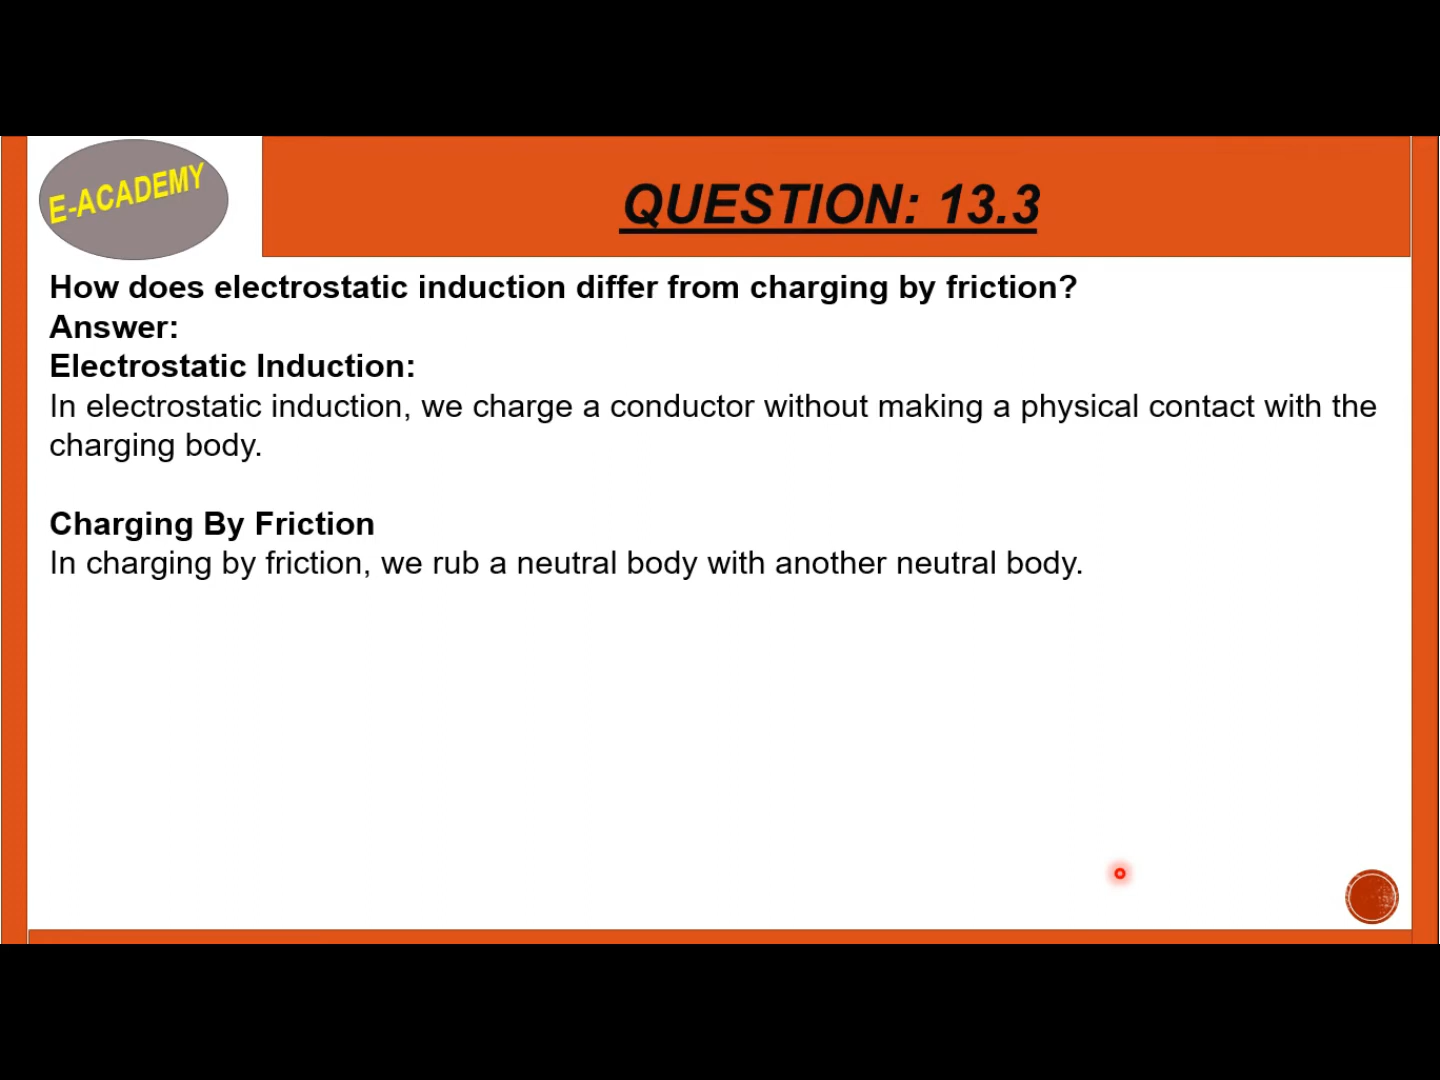 E-ACADEMY
QUESTION: 13.3
How does electrostatic induction differ from charging by friction?
Answer:
Electrostatic Induction:
In electrostatic induction, we charge a conductor without making a physical contact with the
charging body.
Charging By Friction
In charging by friction, we rub a neutral body with another neutral body.